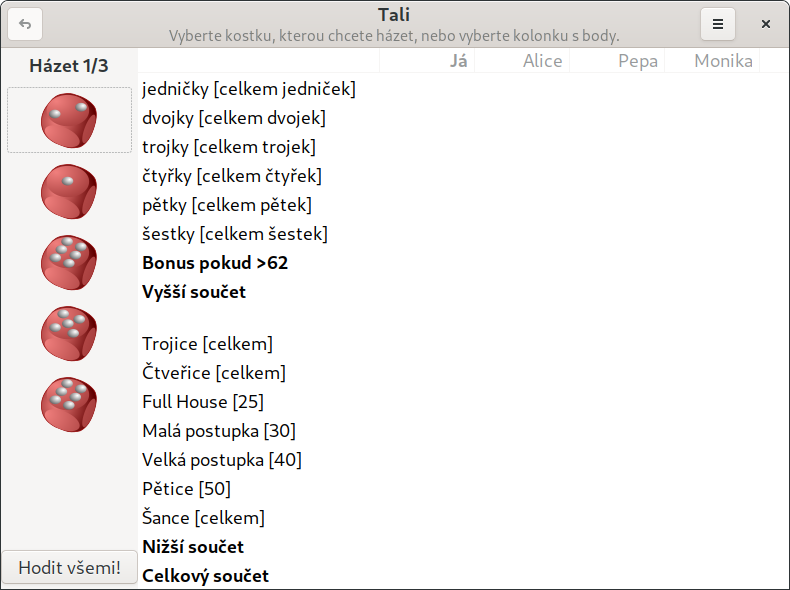 Tali
Vyberte kostku, kterou chcete házet, nebo vyberte kolonku s body.
Házet 1/3
Já Alice Pepa Monika
jedničky [celkem jedniček]
dvojky [celkem dvojek]
trojky [celkem trojek]
čtyřky [celkem čtyřek]
pětky [celkem pětek]
šestky [celkem šestek]
Bonus pokud >62
Vyšší součet
Trojice [celkem]
Čtveřice [celkem]
Full House [25]
Malá postupka [30]
Velká postupka [40]
Pětice [50]
Šance [celkem]
Nižší součet
Celkový součet
Hodit všemi!